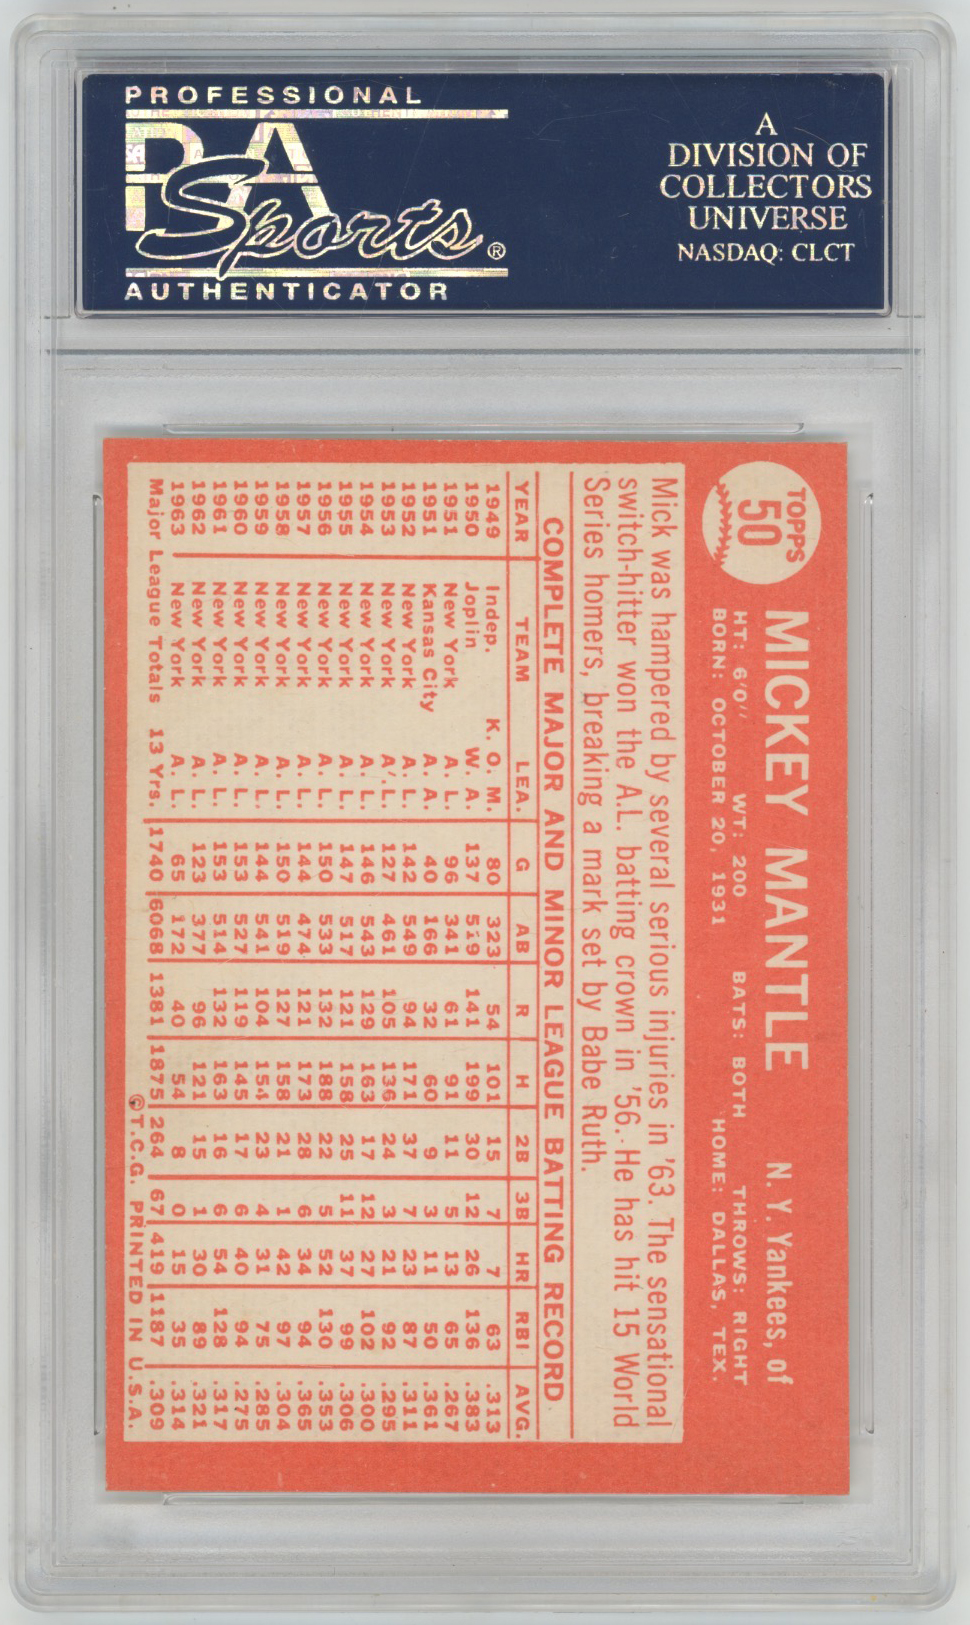 PROFESSIONAL
PSA
Sports®
AUTHENTICATOR
A
DIVISION OF
COLLECTORS
UNIVERSE
NASDAQ: CLCT
TOPPS
50
MICKEY MANTLE N. Y. Yankees, of
HT: 6'0" WT: 200 BATS: BOTH THROWS: RIGHT
BORN: OCTOBER 20, 1931 HOME: DALLAS, TEX.
Mick was hampered by several serious injuries in '63. The sensational
switch-hitter won the A.L. batting crown in '56. He has hit 15 World
Series homers, breaking a mark set by Babe Ruth.
COMPLETE MAJOR AND MINOR LEAGUE BATTING RECORD
YEAR TEAM LEA. G AB R H 2B 3B HR RBI AVG.
1949 Indep. K. O. M. 80 323 54 101 15 7 7 63 .313
1950 Joplin W. A. 137 519 141 199 30 12 26 136 .383
1951 New York A. L. 96 341 61 91 11 5 13 65 .267
1951 Kansas City A. A. 40 166 32 60 9 3 11 50 .361
1952 New York A. L. 142 549 94 171 37 7 23 87 .311
1953 New York A. L. 127 461 105 136 24 3 21 92 .295
1954 New York A. L. 146 543 129 163 17 12 27 102 .300
1955 New York A. L. 147 517 121 158 25 11 37 99 .306
1956 New York A. L. 150 533 132 188 22 5 52 130 .353
1957 New York A. L. 144 474 121 173 28 6 34 94 .365
1958 New York A. L. 150 519 127 158 21 1 42 97 .304
1959 New York A. L. 144 541 104 154 23 4 31 75 .285
1960 New York A. L. 153 527 119 145 17 6 40 94 .275
1961 New York A. L. 153 514 132 163 16 6 54 128 .317
1962 New York A. L. 123 377 96 121 15 1 30 89 .321
1963 New York A. L. 65 172 40 54 8 0 15 35 .314
Major League Totals 13 Yrs. 1740 6068 1381 1875 264 67 419 1187 .309
©T.C.G. PRINTED IN U.S.A.